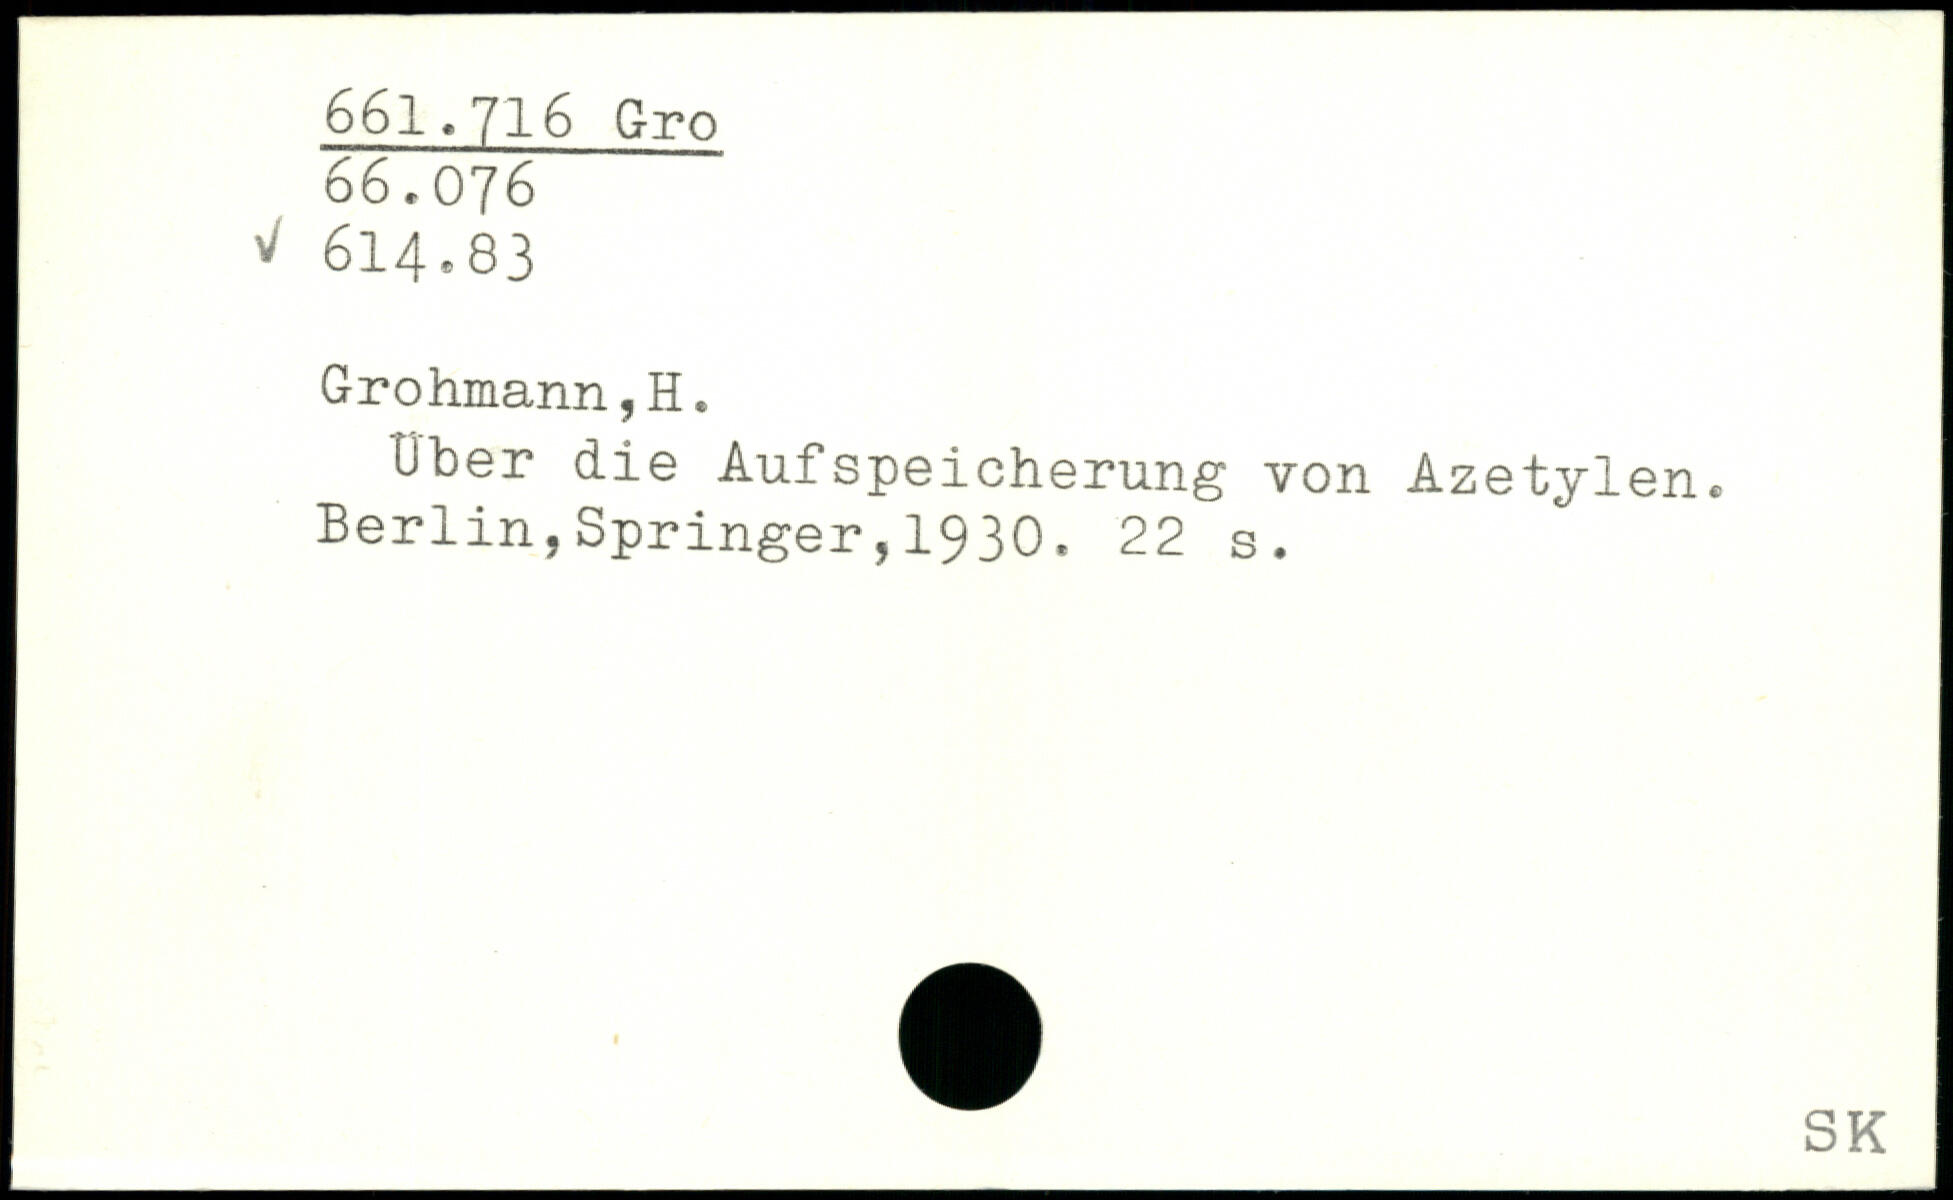 661.716 Gro
66.076
√ 614.83
Grohmann,H.
Über die Aufspeicherung von Azetylen.
Berlin,Springer,1930. 22 s.
SK